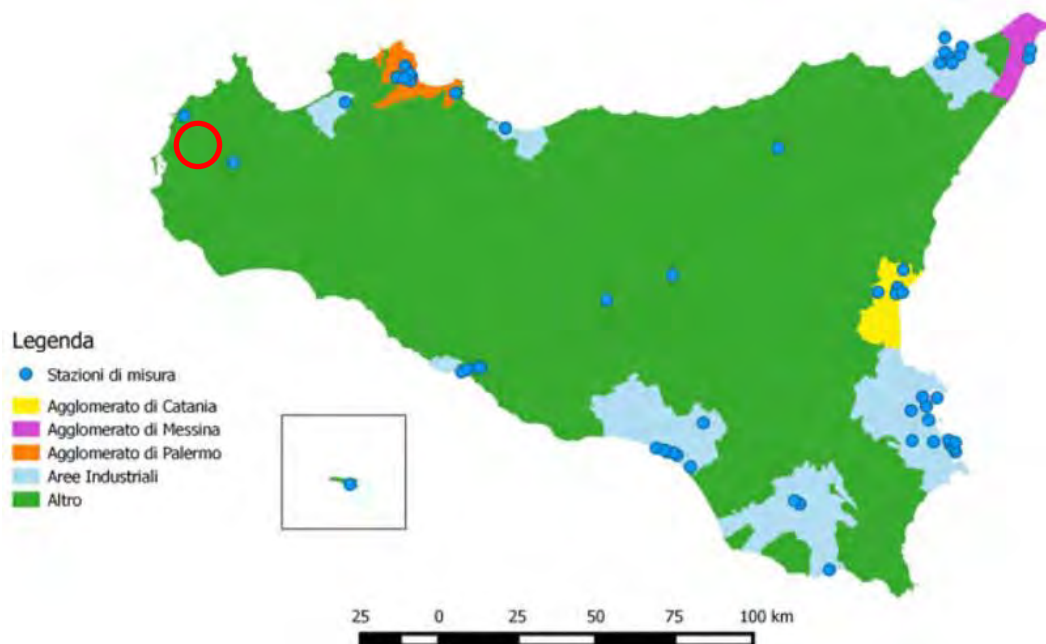 Legenda
Stazioni di misura
Agglomerato di Catania
Agglomerato di Messina
Agglomerato di Palermo
Aree Industriali
Altro
25 0 25 50 75 100 km